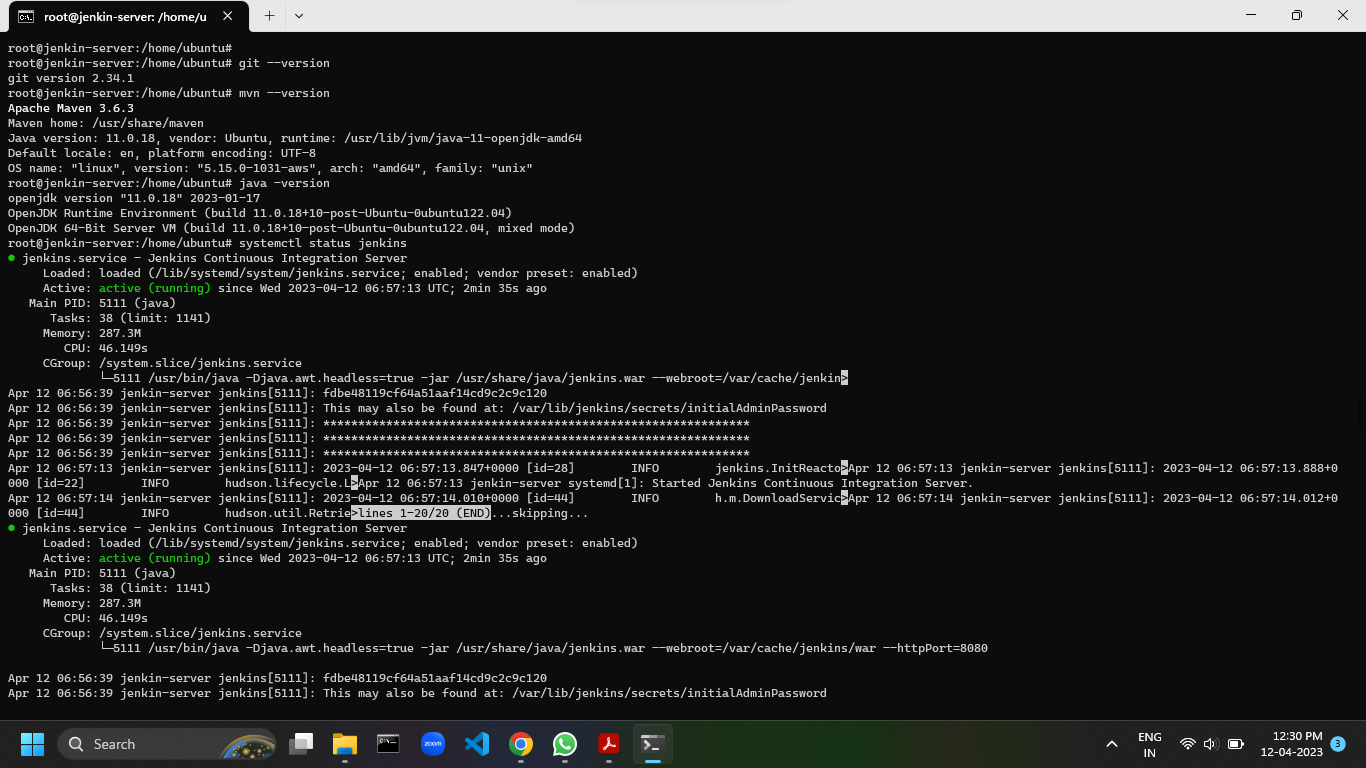 root@jenkin-server: /home/u
root@jenkin-server:/home/ubuntu#
root@jenkin-server:/home/ubuntu# git --version
git version 2.34.1
root@jenkin-server:/home/ubuntu# mvn --version
Apache Maven 3.6.3
Maven home: /usr/share/maven
Java version: 11.0.18, vendor: Ubuntu, runtime: /usr/lib/jvm/java-11-openjdk-amd64
Default locale: en, platform encoding: UTF-8
OS name: "linux", version: "5.15.0-1031-aws", arch: "amd64", family: "unix"
root@jenkin-server:/home/ubuntu# java -version
openjdk version "11.0.18" 2023-01-17
OpenJDK Runtime Environment (build 11.0.18+10-post-Ubuntu-0ubuntu122.04)
OpenJDK 64-Bit Server VM (build 11.0.18+10-post-Ubuntu-0ubuntu122.04, mixed mode)
root@jenkin-server:/home/ubuntu# systemctl status jenkins
● jenkins.service - Jenkins Continuous Integration Server
Loaded: loaded (/lib/systemd/system/jenkins.service; enabled; vendor preset: enabled)
Active: active (running) since Wed 2023-04-12 06:57:13 UTC; 2min 35s ago
Main PID: 5111 (java)
Tasks: 38 (limit: 1141)
Memory: 287.3M
CPU: 46.149s
CGroup: /system.slice/jenkins.service
└─5111 /usr/bin/java -Djava.awt.headless=true -jar /usr/share/java/jenkins.war --webroot=/var/cache/jenkin>
Apr 12 06:56:39 jenkin-server jenkins[5111]: fdbe48119cf64a51aaf14cd9c2c9c120
Apr 12 06:56:39 jenkin-server jenkins[5111]: This may also be found at: /var/lib/jenkins/secrets/initialAdminPassword
Apr 12 06:56:39 jenkin-server jenkins[5111]: *************************************************************
Apr 12 06:56:39 jenkin-server jenkins[5111]: *************************************************************
Apr 12 06:56:39 jenkin-server jenkins[5111]: *************************************************************
Apr 12 06:57:13 jenkin-server jenkins[5111]: 2023-04-12 06:57:13.847+0000 [id=28] INFO jenkins.InitReacto>Apr 12 06:57:13 jenkin-server jenkins[5111]: 2023-04-12 06:57:13.888+0
000 [id=22] INFO hudson.lifecycle.L>Apr 12 06:57:13 jenkin-server systemd[1]: Started Jenkins Continuous Integration Server.
Apr 12 06:57:14 jenkin-server jenkins[5111]: 2023-04-12 06:57:14.010+0000 [id=44] INFO h.m.DownloadServic>Apr 12 06:57:14 jenkin-server jenkins[5111]: 2023-04-12 06:57:14.012+0
000 [id=44] INFO hudson.util.Retrie>lines 1-20/20 (END)...skipping...
● jenkins.service - Jenkins Continuous Integration Server
Loaded: loaded (/lib/systemd/system/jenkins.service; enabled; vendor preset: enabled)
Active: active (running) since Wed 2023-04-12 06:57:13 UTC; 2min 35s ago
Main PID: 5111 (java)
Tasks: 38 (limit: 1141)
Memory: 287.3M
CPU: 46.149s
CGroup: /system.slice/jenkins.service
└─5111 /usr/bin/java -Djava.awt.headless=true -jar /usr/share/java/jenkins.war --webroot=/var/cache/jenkins/war --httpPort=8080
Apr 12 06:56:39 jenkin-server jenkins[5111]: fdbe48119cf64a51aaf14cd9c2c9c120
Apr 12 06:56:39 jenkin-server jenkins[5111]: This may also be found at: /var/lib/jenkins/secrets/initialAdminPassword
Search
zoom
ENG
IN
12:30 PM
12-04-2023
3